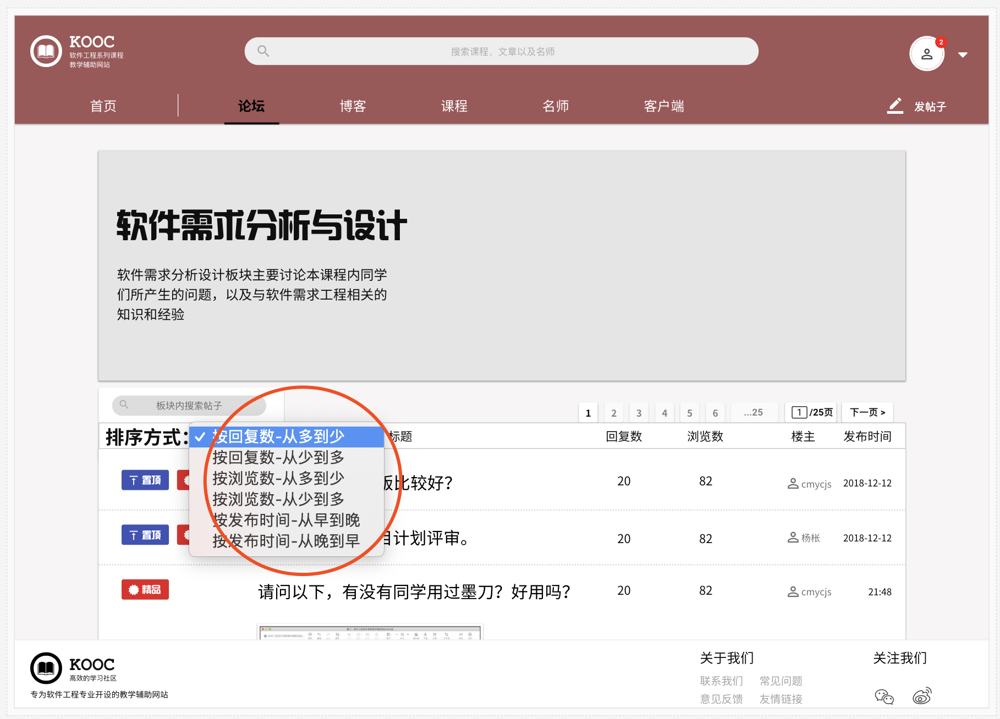 KOOC
软件工程系列课程
教学辅助网站
搜索课程、文章以及名师
2
首页
论坛
博客
课程
名师
客户端
发帖子
软件需求分析与设计
软件需求分析设计板块主要讨论本课程内同学
们所产生的问题，以及与软件需求工程相关的
知识和经验
板块内搜索帖子
1
2
3
4
5
6
...25
1 /25页
下一页 >
排序方式：
✓ 按回复数-从多到少
按回复数-从少到多
按浏览数-从多到少
按浏览数-从少到多
按发布时间-从早到晚
按发布时间-从晚到早
标题
回复数
浏览数
楼主
发布时间
置顶
版比较好？
20
82
cmycjs
2018-12-12
置顶
目计划评审。
20
82
杨枨
2018-12-12
精品
请问以下，有没有同学用过墨刀？好用吗？
20
82
cmycjs
21:48
KOOC
高效的学习社区
专为软件工程专业开设的教学辅助网站
关于我们
联系我们
常见问题
意见反馈
友情链接
关注我们